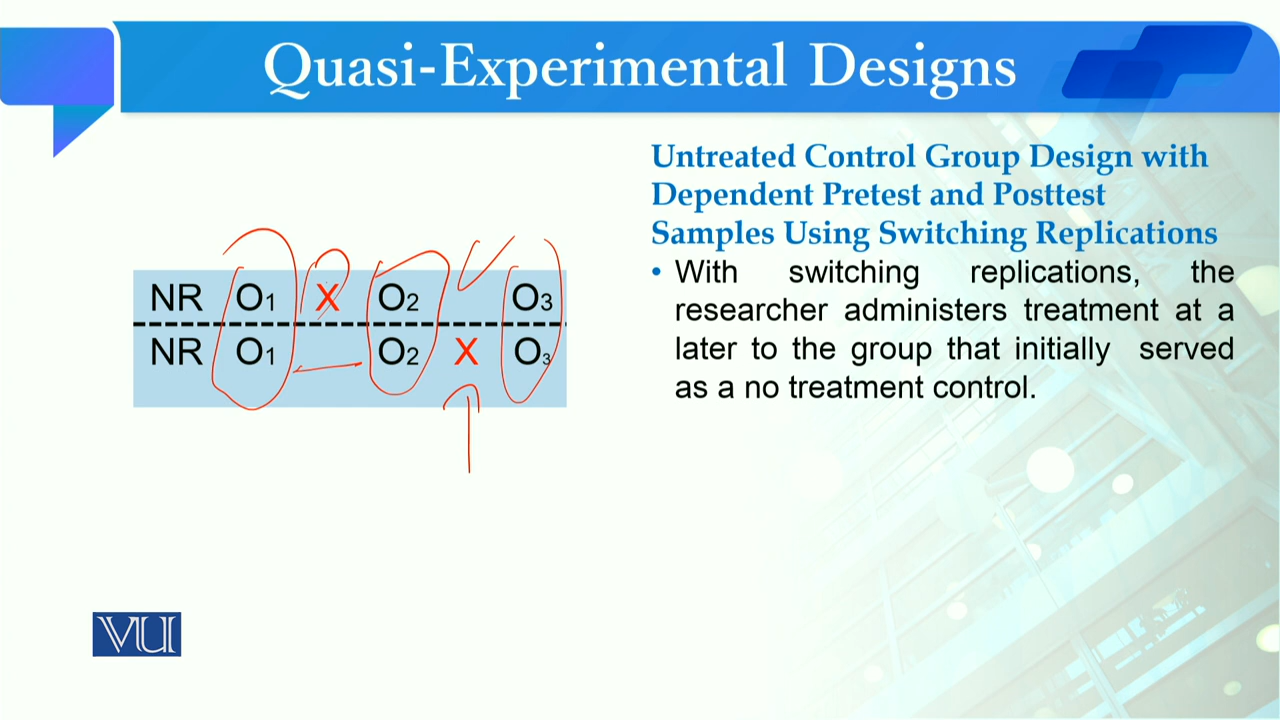 Quasi-Experimental Designs
Untreated Control Group Design with
Dependent Pretest and Posttest
Samples Using Switching Replications
• With switching replications, the
researcher administers treatment at a
later to the group that initially served
as a no treatment control.
NR O1 X O2 O3
NR O1 O2 X O3
VU